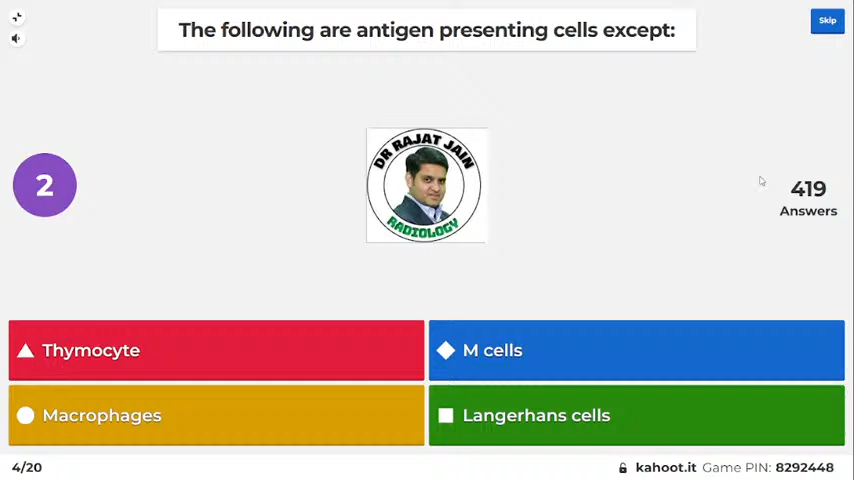 The following are antigen presenting cells except:
Skip
2
DR RAJAT JAIN
RADIOLOGY
419
Answers
Thymocyte
M cells
Macrophages
Langerhans cells
4/20
kahoot.it Game PIN: 8292448